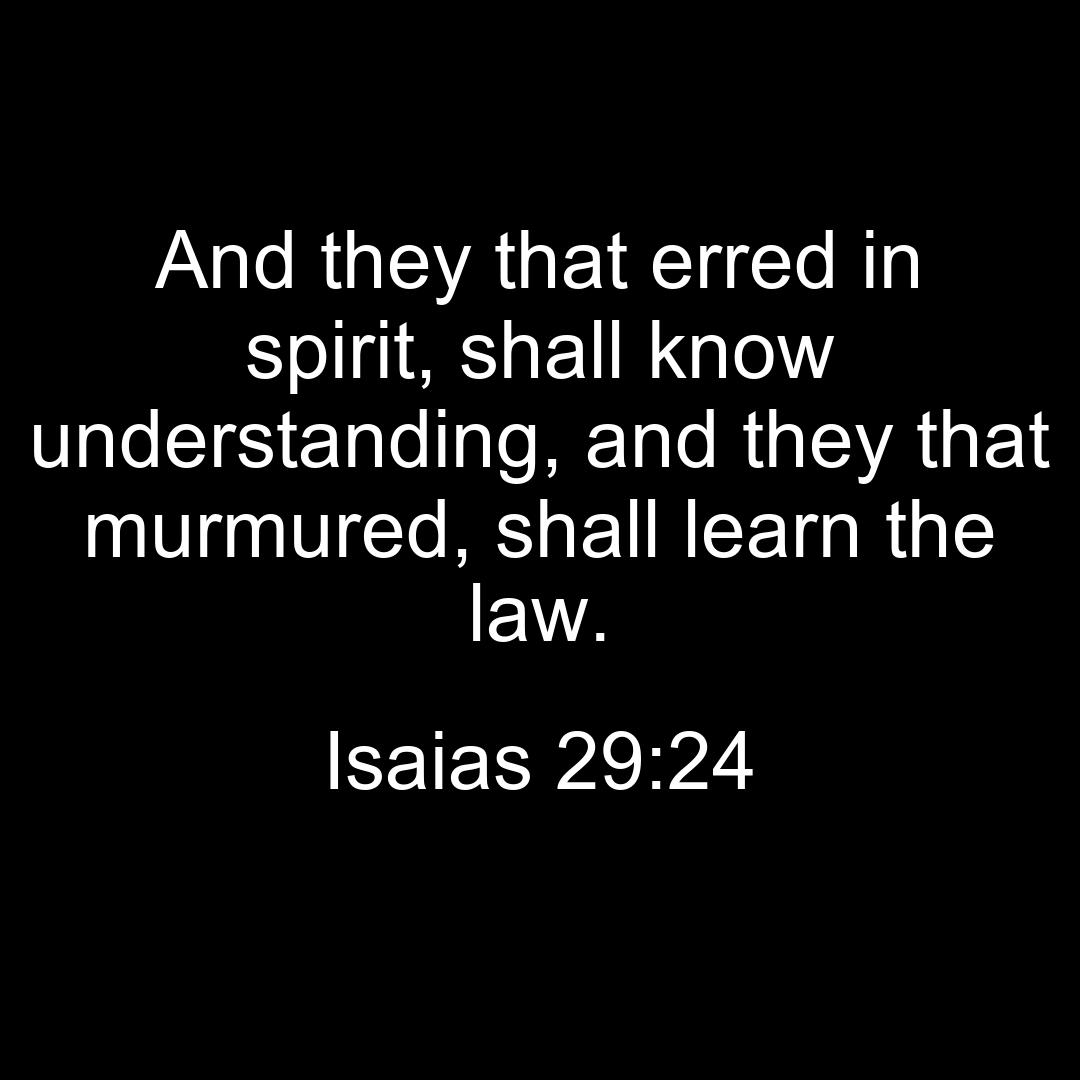 And they that erred in
spirit, shall know
understanding, and they that
murmured, shall learn the
law.
Isaias 29:24